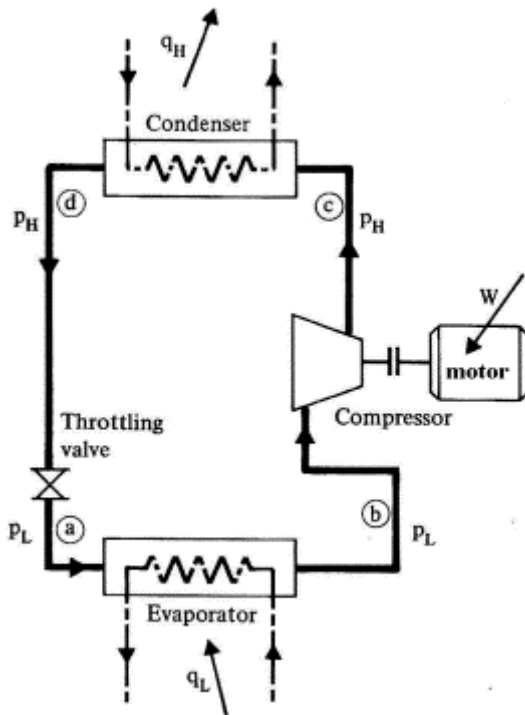 q_H
Condenser
d
c
p_H
p_H
W
motor
Compressor
Throttling
valve
p_L
a
b
p_L
Evaporator
q_L